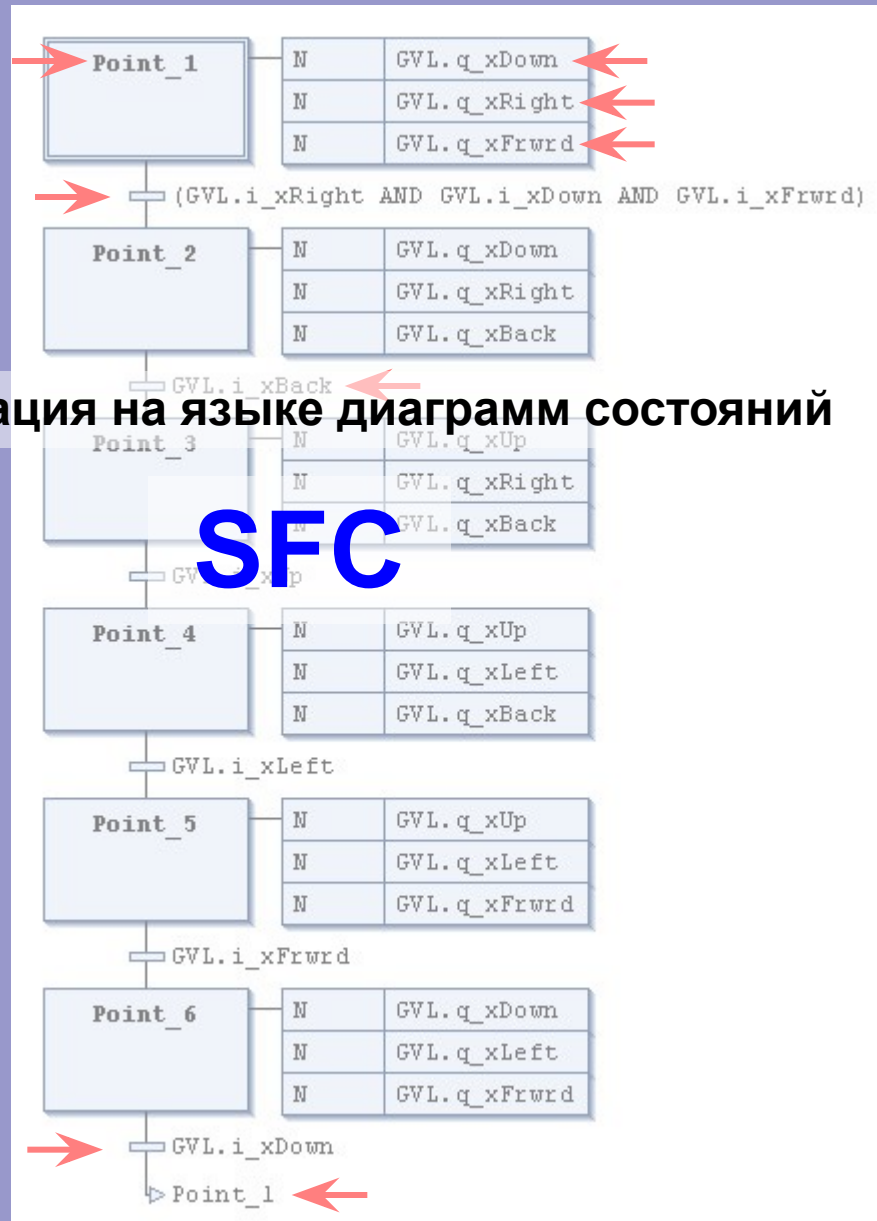 Point_1 N GVL.q_xDown
N GVL.q_xRight
N GVL.q_xFrwrd
(GVL.i_xRight AND GVL.i_xDown AND GVL.i_xFrwrd)
Point_2 N GVL.q_xDown
N GVL.q_xRight
N GVL.q_xBack
GVL.i_xBack
ация на языке диаграмм состояний
Point_3 N GVL.q_xUp
N GVL.q_xRight
N GVL.q_xBack
SFC
Point_4 N GVL.q_xUp
N GVL.q_xLeft
N GVL.q_xBack
GVL.i_xLeft
Point_5 N GVL.q_xUp
N GVL.q_xLeft
N GVL.q_xFrwrd
GVL.i_xFrwrd
Point_6 N GVL.q_xDown
N GVL.q_xLeft
N GVL.q_xFrwrd
GVL.i_xDown
Point_1